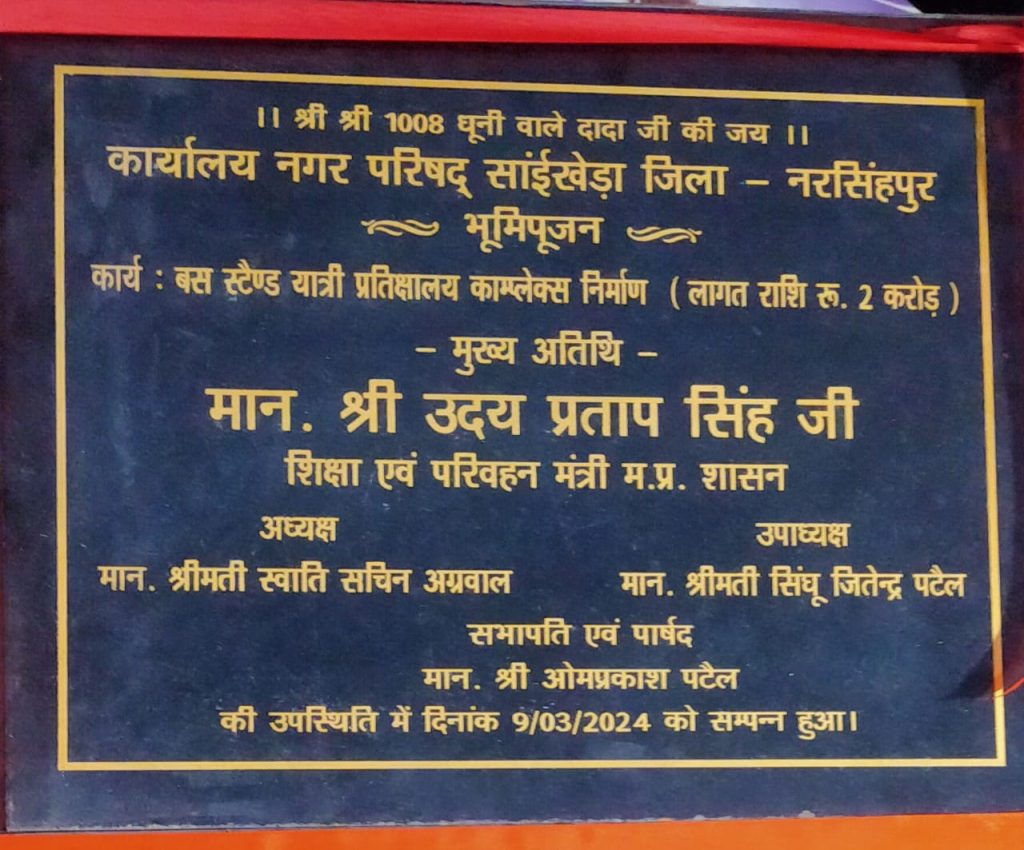 ।। श्री श्री 1008 धूनी वाले दादा जी की जय ।।
कार्यालय नगर परिषद् सांईखेड़ा जिला – नरसिंहपुर
भूमिपूजन
कार्य : बस स्टैण्ड यात्री प्रतिक्षालय काम्प्लेक्स निर्माण ( लागत राशि रू. 2 करोड़ )
– मुख्य अतिथि –
मान. श्री उदय प्रताप सिंह जी
शिक्षा एवं परिवहन मंत्री म.प्र. शासन
अध्यक्ष उपाध्यक्ष
मान. श्रीमती स्वाति सचिन अग्रवाल मान. श्रीमती सिंघू जितेन्द्र पटैल
सभापति एवं पार्षद
मान. श्री ओमप्रकाश पटैल
की उपस्थिति में दिनांक 9/03/2024 को सम्पन्न हुआ।